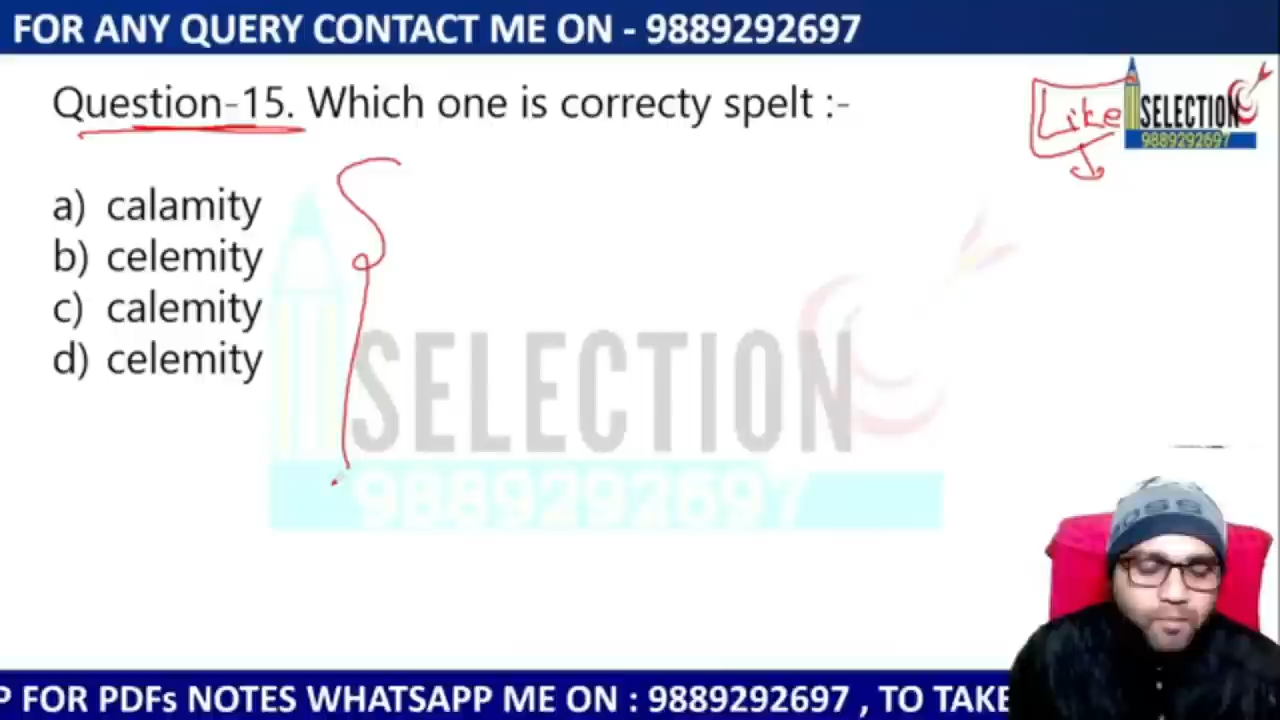 FOR ANY QUERY CONTACT ME ON - 9889292697
Question-15. Which one is correcty spelt :-
Like
SELECTION
9889292697
a) calamity
b) celemity
c) calemity
d) celemity
SELECTION
9889292697
P FOR PDFs NOTES WHATSAPP ME ON : 9889292697 , TO TAKE